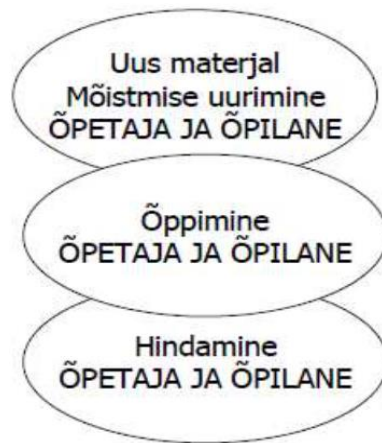 Uus materjal
Mõistmise uurimine
ÕPETAJA JA ÕPILANE
Õppimine
ÕPETAJA JA ÕPILANE
Hindamine
ÕPETAJA JA ÕPILANE